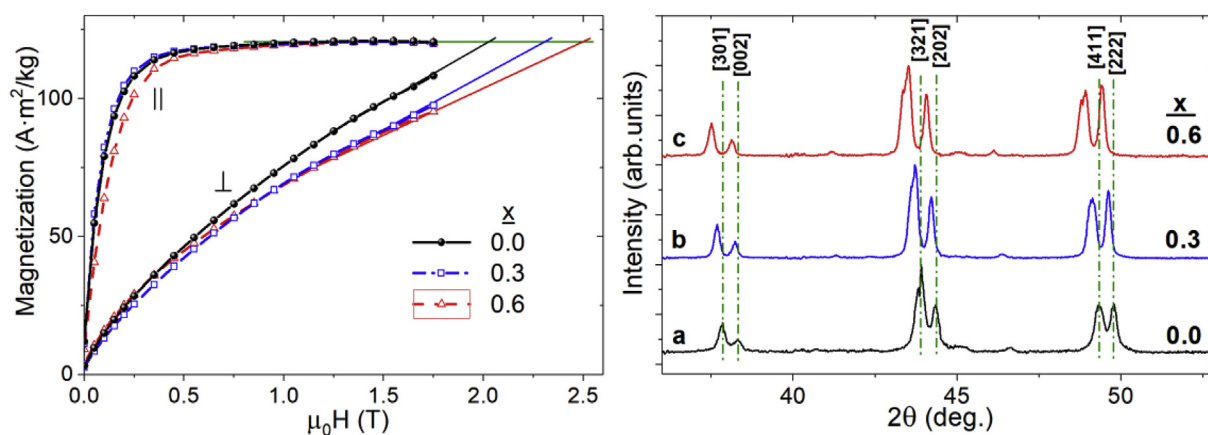 Magnetization (A·m²/kg)
100
50
0
0.0 0.5 1.0 1.5 2.0 2.5
μ₀H (T)
||
⊥
x
0.0
0.3
0.6
Intensity (arb.units)
[301]
[002]
[321]
[202]
[411]
[222]
x
c 0.6
b 0.3
a 0.0
40 45 50
2θ (deg.)